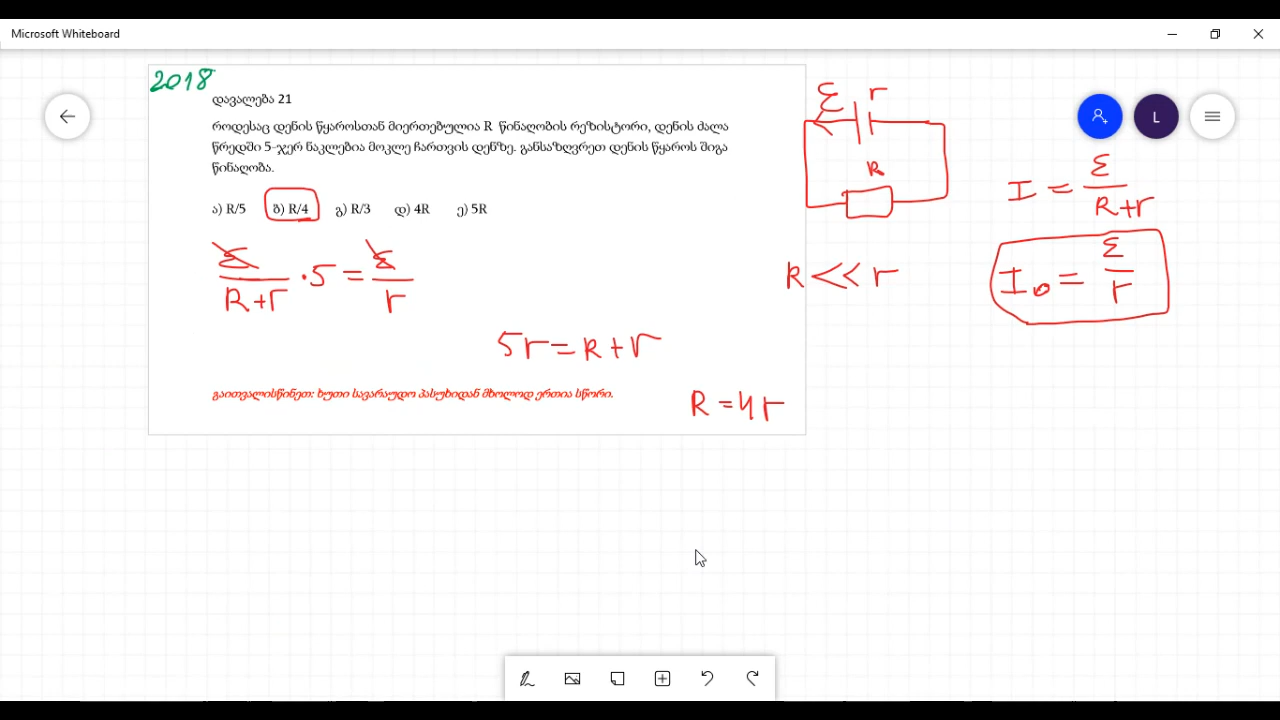 Microsoft Whiteboard
2018
დავალება 21
როდესაც დენის წყაროსთან მიერთებულია R წინაღობის რეზისტორი, დენის ძალა
წრედში 5-ჯერ ნაკლებია მოკლე ჩართვის დენზე. განსაზღვრეთ დენის წყაროს შიგა
წინაღობა.
ა) R/5 ბ) R/4 გ) R/3 დ) 4R ე) 5R
ℰ r
R
L
I = ℰ/(R+r)
ℰ/(R+r) · 5 = ℰ/r
R << r
I₀ = ℰ/r
5r = R + r
გაითვალისწინეთ: ხუთი სავარაუდო პასუხიდან მხოლოდ ერთია სწორი.
R = 4r